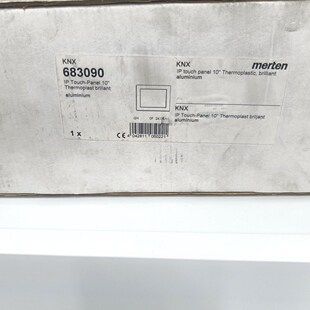 KNX
683090
IP Touch-Panel 10"
Thermoplast brillant
aluminium
1 x
CE
KNX
merten
IP touch panel 10" Thermoplastic, brilliant
aluminium
KNX
IP Touch-Panel 10" Thermoplast brillant
aluminium